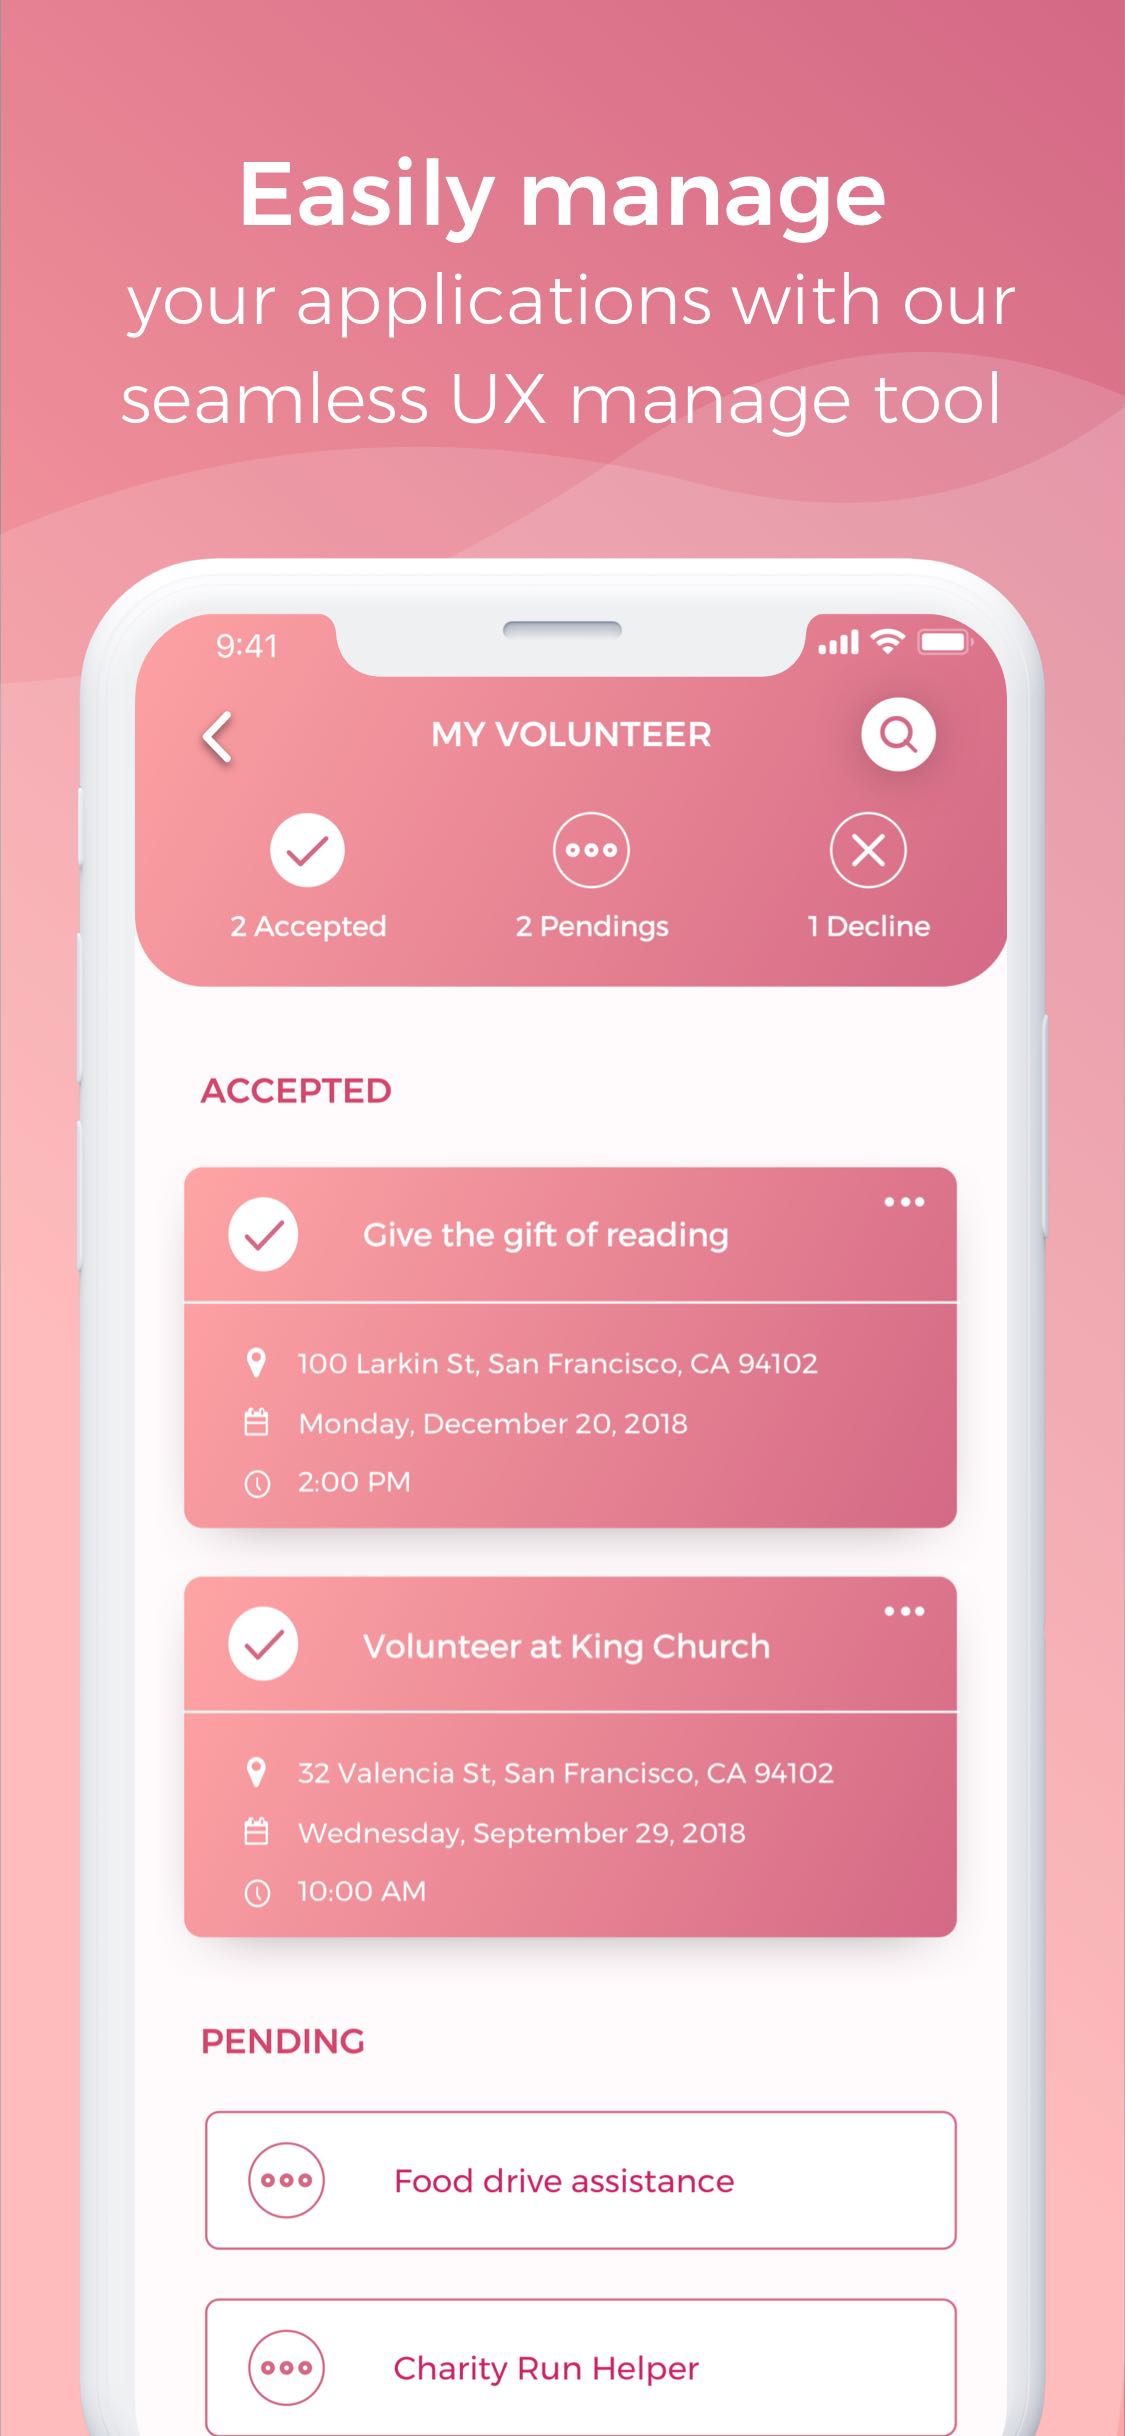 Easily manage
your applications with our
seamless UX manage tool
9:41
MY VOLUNTEER
2 Accepted
2 Pendings
1 Decline
ACCEPTED
Give the gift of reading
100 Larkin St, San Francisco, CA 94102
Monday, December 20, 2018
2:00 PM
Volunteer at King Church
32 Valencia St, San Francisco, CA 94102
Wednesday, September 29, 2018
10:00 AM
PENDING
Food drive assistance
Charity Run Helper